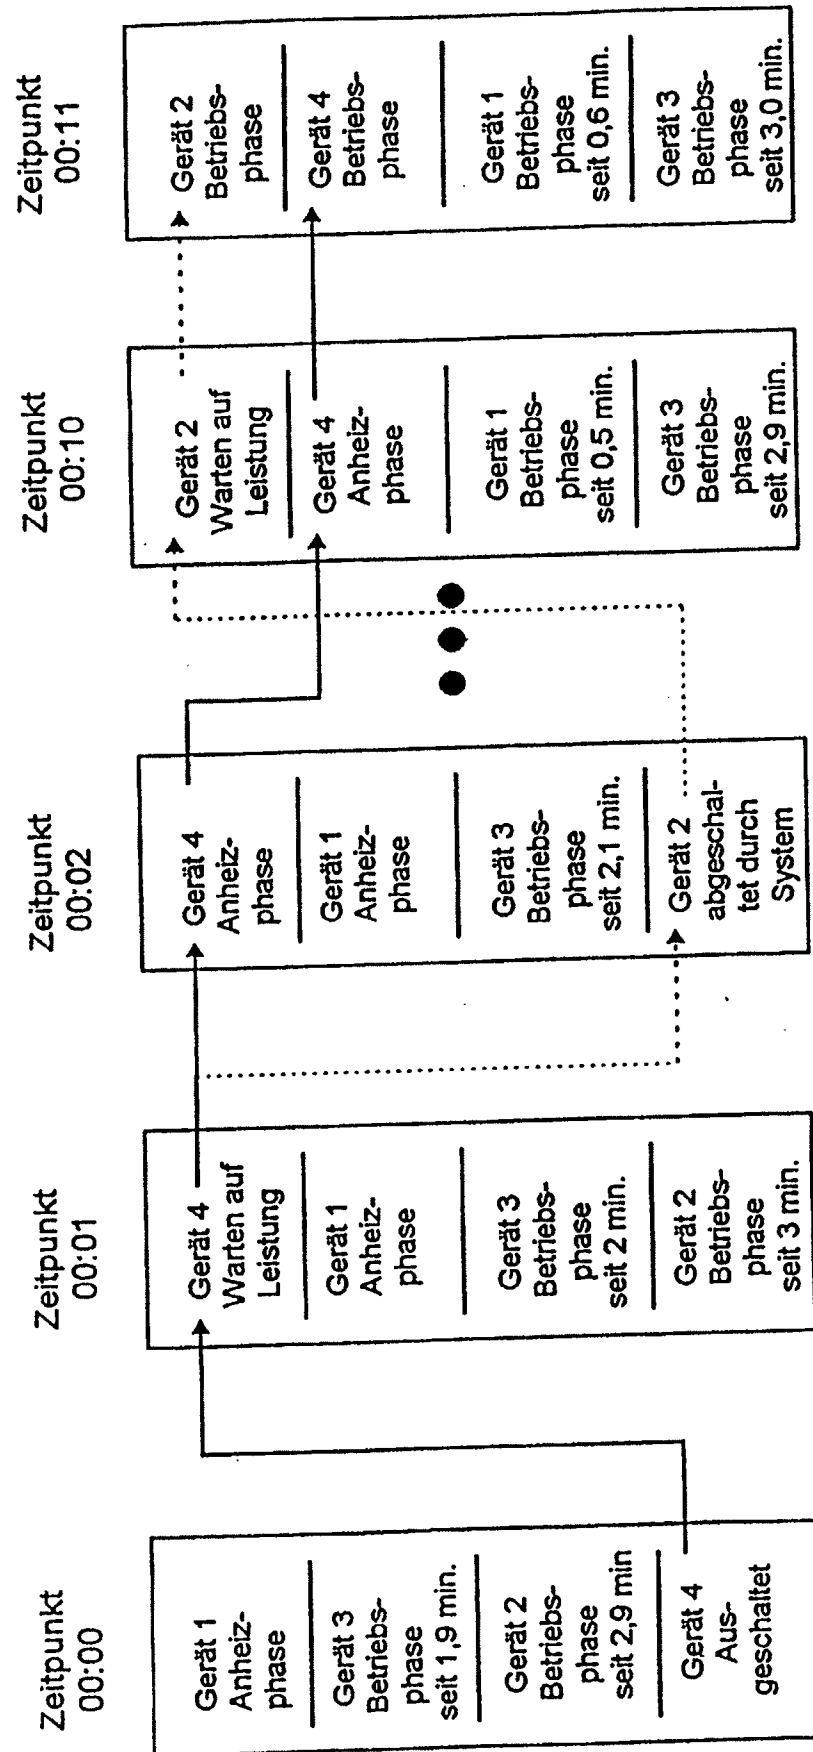 Zeitpunkt
00:00
Gerät 1
Anheiz-
phase
Gerät 3
Betriebs-
phase
seit 1,9 min.
Gerät 2
Betriebs-
phase
seit 2,9 min
Gerät 4
Aus-
geschaltet
Zeitpunkt
00:01
Gerät 4
Warten auf
Leistung
Gerät 1
Anheiz-
phase
Gerät 3
Betriebs-
phase
seit 2 min.
Gerät 2
Betriebs-
phase
seit 3 min.
Zeitpunkt
00:02
Gerät 4
Anheiz-
phase
Gerät 1
Anheiz-
phase
Gerät 3
Betriebs-
phase
seit 2,1 min.
Gerät 2
abgeschal-
tet durch
System
Zeitpunkt
00:10
Gerät 2
Warten auf
Leistung
Gerät 4
Anheiz-
phase
Gerät 1
Betriebs-
phase
seit 0,5 min.
Gerät 3
Betriebs-
phase
seit 2,9 min.
Zeitpunkt
00:11
Gerät 2
Betriebs-
phase
Gerät 4
Betriebs-
phase
Gerät 1
Betriebs-
phase
seit 0,6 min.
Gerät 3
Betriebs-
phase
seit 3,0 min.